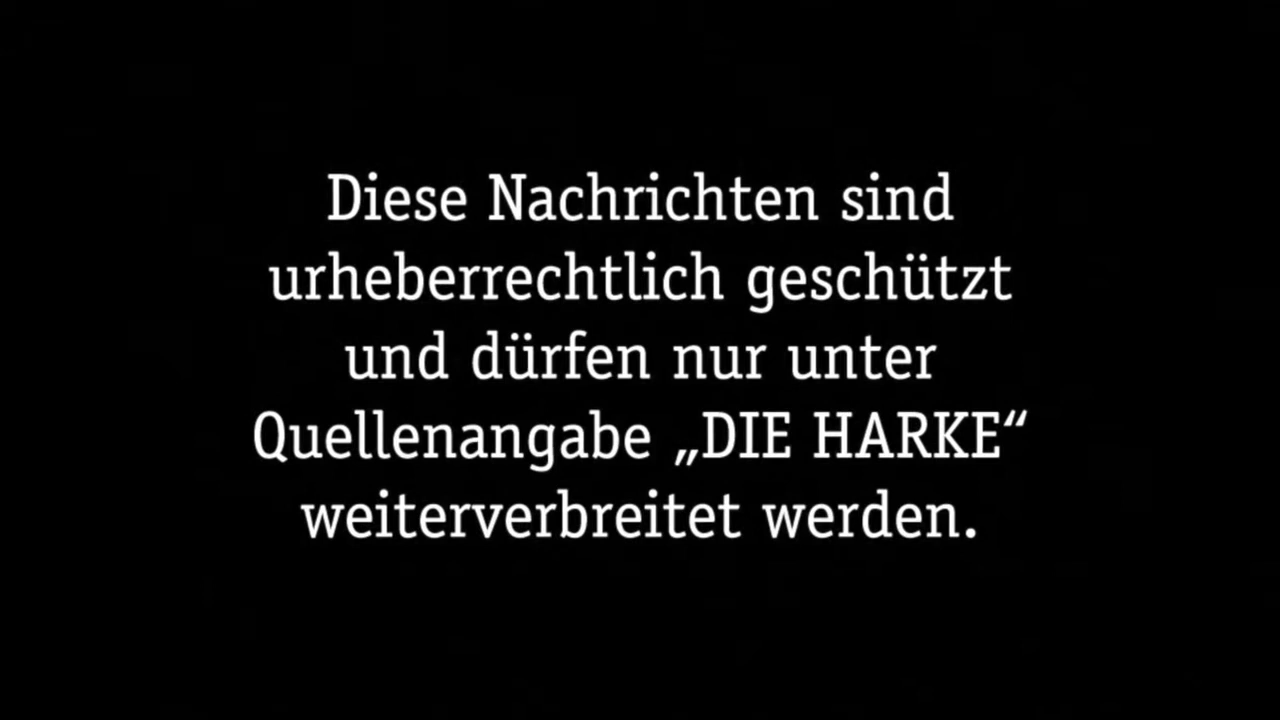 Diese Nachrichten sind
urheberrechtlich geschützt
und dürfen nur unter
Quellenangabe „DIE HARKE“
weiterverbreitet werden.